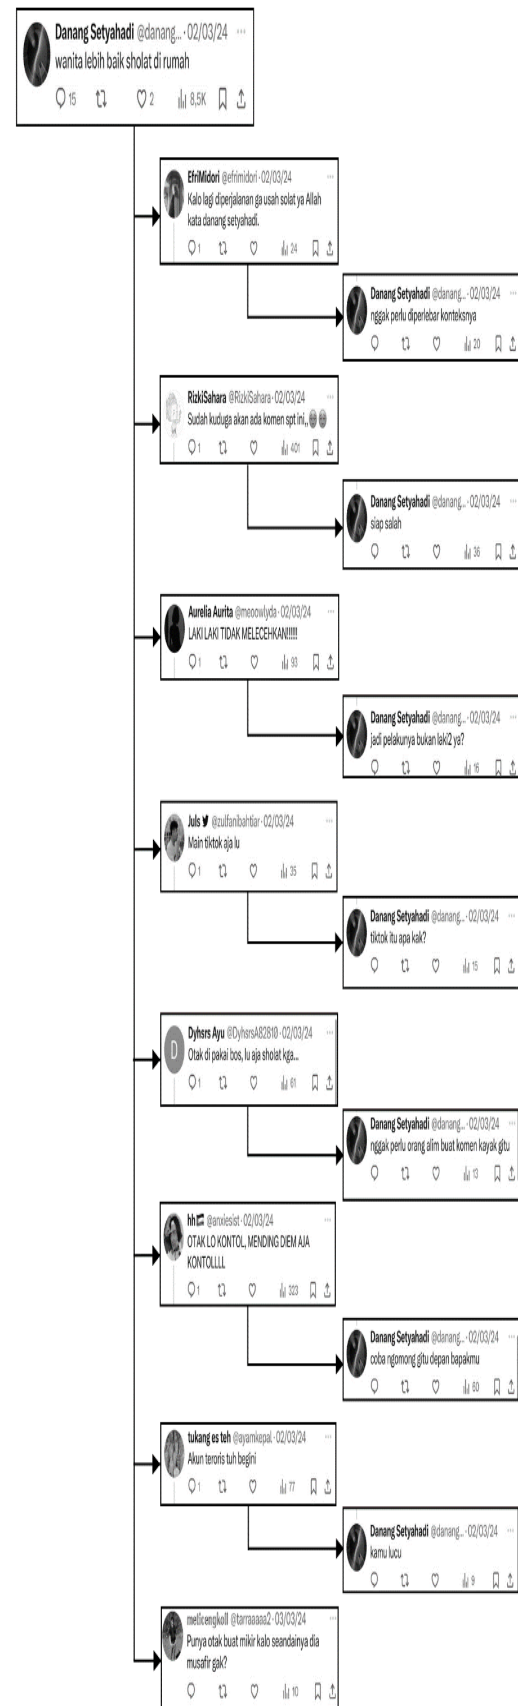 Danang Setyahadi @danang... · 02/03/24
wanita lebih baik sholat di rumah
15 2 8,5K
EfriMidori @efrimidori · 02/03/24
Kalo lagi diperjalanan ga usah solat ya Allah
kata danang setyahadi.
1 24
Danang Setyahadi @danang... · 02/03/24
nggak perlu diperlebar konteksnya
20
RizkiSahara @RizkiSahara · 02/03/24
Sudah kuduga akan ada komen spt ini,,
1 401
Danang Setyahadi @danang... · 02/03/24
siap salah
36
Aurelia Aurita @meoowlyda · 02/03/24
LAKI LAKI TIDAK MELECEHKAN!!!!!
1 93
Danang Setyahadi @danang... · 02/03/24
jadi pelakunya bukan laki2 ya?
16
Juls @zulfanlbahtiar · 02/03/24
Main tiktok aja lu
1 35
Danang Setyahadi @danang... · 02/03/24
tiktok itu apa kak?
15
D
Dyhsrs Ayu @DyhsrsA82810 · 02/03/24
Otak di pakai bos, lu aja sholat kga...
1 61
Danang Setyahadi @danang... · 02/03/24
nggak perlu orang alim buat komen kayak gitu
13
hh @anxiesist · 02/03/24
OTAK LO KONTOL, MENDING DIEM AJA
KONTOLLLL
1 323
Danang Setyahadi @danang... · 02/03/24
coba ngomong gitu depan bapakmu
60
tukang es teh @ayamkepal · 02/03/24
Akun teroris tuh begini
1 77
Danang Setyahadi @danang... · 02/03/24
kamu lucu
9
meticengkoll @tarraaaaa2 · 03/03/24
Punya otak buat mikir kalo seandainya dia
musafir gak?
10